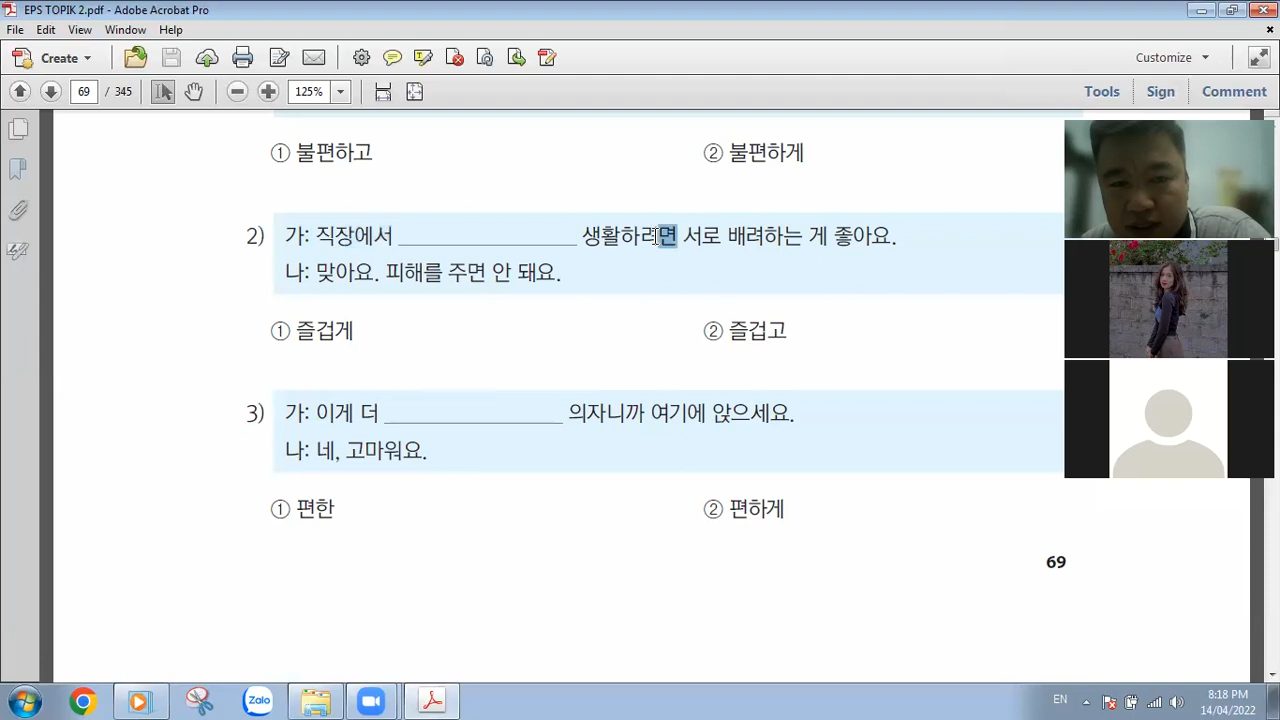 EPS TOPIK 2.pdf - Adobe Acrobat Pro
File Edit View Window Help
Create Customize
69 / 345 125% Tools Sign Comment
① 불편하고 ② 불편하게
2) 가: 직장에서 생활하려면 서로 배려하는 게 좋아요.
나: 맞아요. 피해를 주면 안 돼요.
① 즐겁게 ② 즐겁고
3) 가: 이게 더 의자니까 여기에 앉으세요.
나: 네, 고마워요.
① 편한 ② 편하게
69
Zalo
EN 8:18 PM
14/04/2022